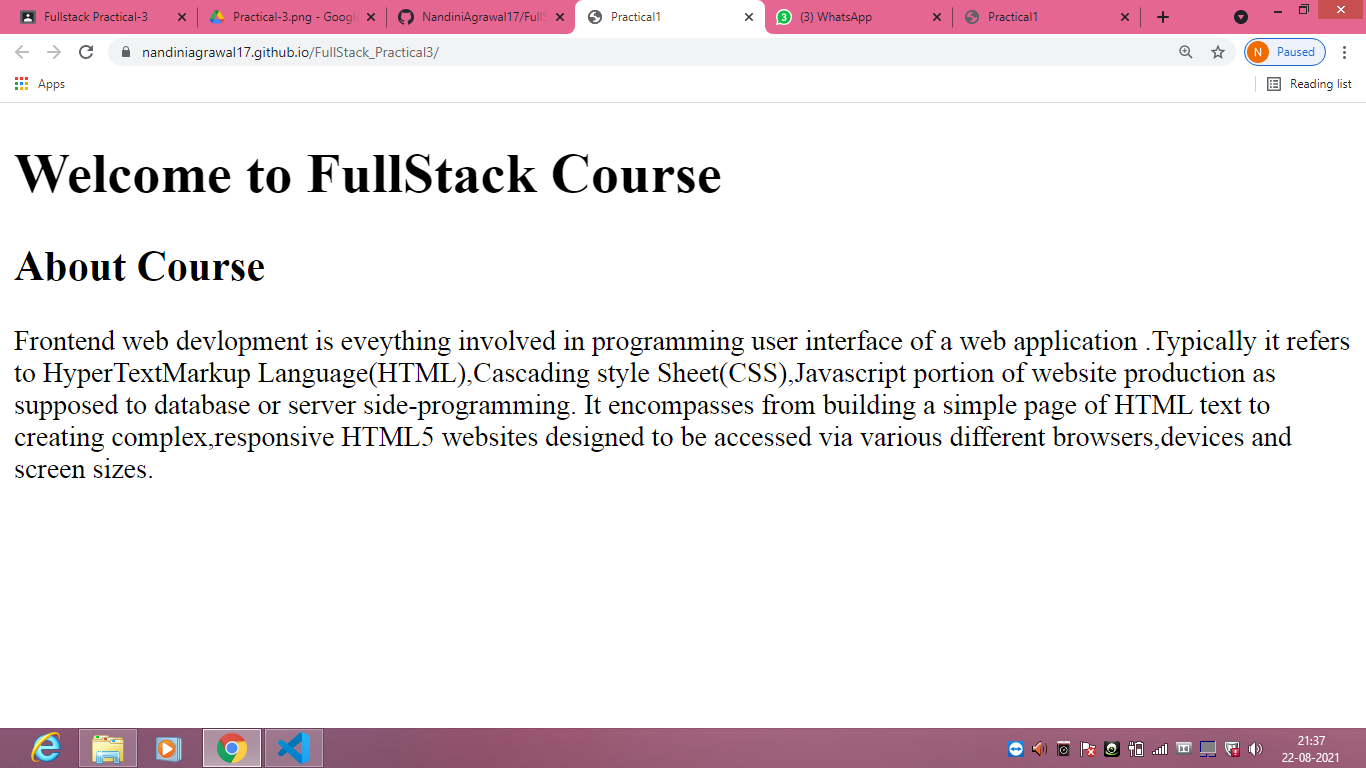 Fullstack Practical-3
Practical-3.png - Googl
NandiniAgrawal17/FullS
Practical1
3
(3) WhatsApp
Practical1
nandiniagrawal17.github.io/FullStack_Practical3/
N
Paused
Apps
Reading list
Welcome to FullStack Course
About Course
Frontend web devlopment is eveything involved in programming user interface of a web application .Typically it refers
to HyperTextMarkup Language(HTML),Cascading style Sheet(CSS),Javascript portion of website production as
supposed to database or server side-programming. It encompasses from building a simple page of HTML text to
creating complex,responsive HTML5 websites designed to be accessed via various different browsers,devices and
screen sizes.
21:37
22-08-2021